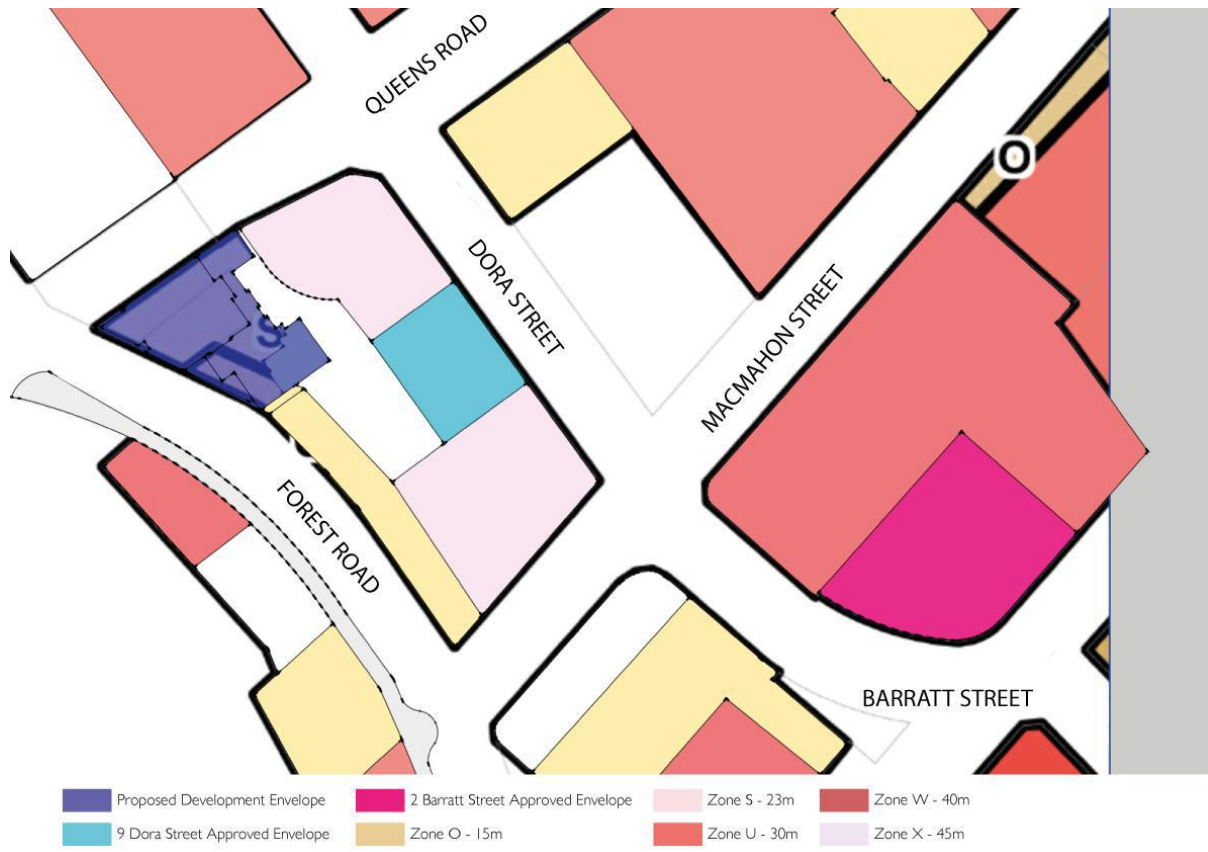 QUEENS ROAD
O
DORA STREET
S
MACMAHON STREET
FOREST ROAD
BARRATT STREET
Proposed Development Envelope
2 Barratt Street Approved Envelope
Zone S - 23m
Zone W - 40m
9 Dora Street Approved Envelope
Zone O - 15m
Zone U - 30m
Zone X - 45m